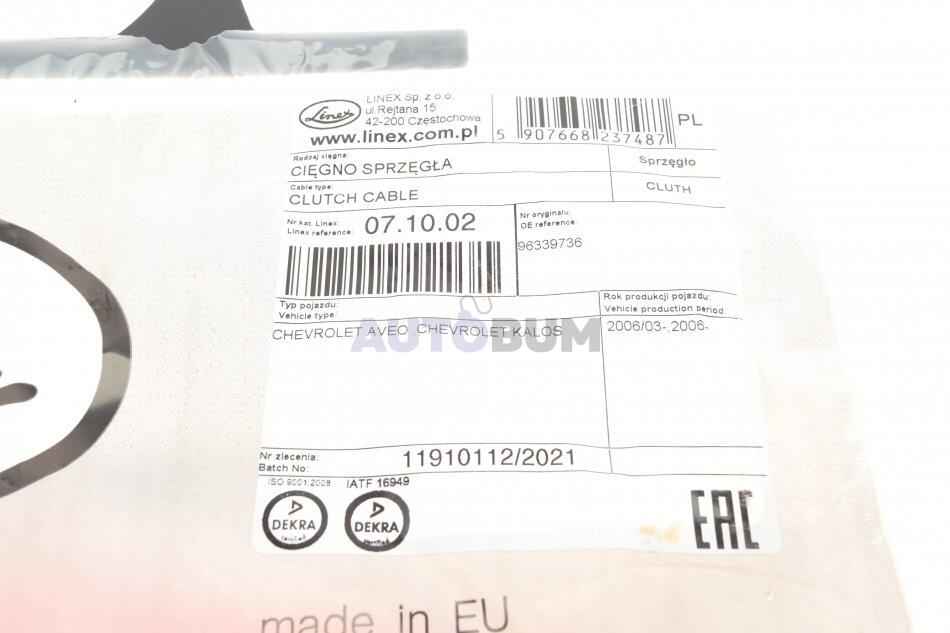 LINEX Sp. z o.o.
ul.Rejtana 15
42-200 Częstochowa
Linex
www.linex.com.pl
5 907668 237487
PL
Rodzaj cięgna:
CIĘGNO SPRZĘGŁA
Sprzęgło
Cable type:
CLUTCH CABLE
CLUTH
Nr kat. Linex:
Linex reference:
07.10.02
Nr oryginału:
OE reference:
96339736
Typ pojazdu:
Vehicle type:
Rok produkcji pojazdu:
Vehicle production period:
CHEVROLET AVEO ,CHEVROLET KALOS
2006/03-,2006-
AUTOBUM
Nr zlecenia:
Batch No:
11910112/2021
ISO 9001:2008
IATF 16949
DEKRA
certified
DEKRA
certified
EAC
made in EU